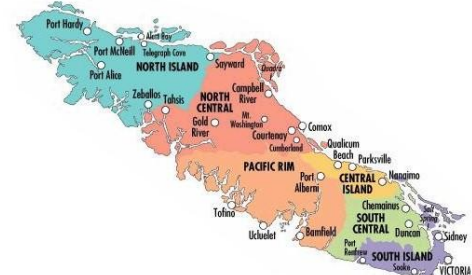 Port Hardy
Alert Bay
Port McNeill
Telegraph Cove
Port Alice
NORTH ISLAND
Sayward
Quadra
I
Zeballos
Tahsis
NORTH
CENTRAL
Campbell
River
Gold
River
Mt.
Washington
Courtenay
Comox
Cumberland
Qualicum
Beach
Parksville
PACIFIC RIM
Port
Alberni
CENTRAL
ISLAND
Nanaimo
Tofino
Ucluelet
Bamfield
Chemainus
Salt
Spring
SOUTH
CENTRAL
Duncan
Sidney
Port
Renfrew
SOUTH ISLAND
Sooke
VICTORIA